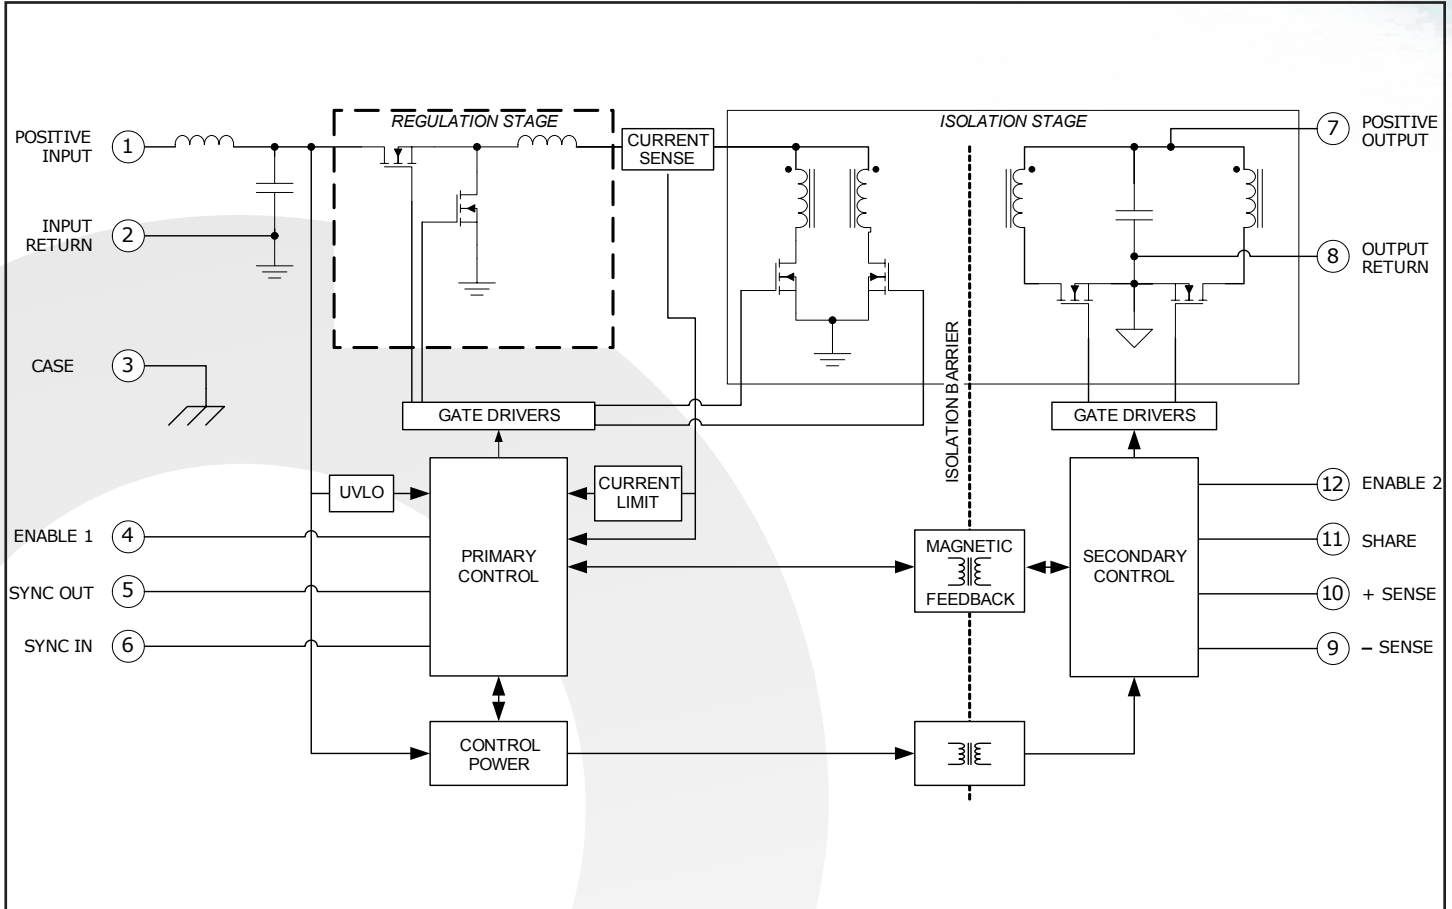 REGULATION STAGE
ISOLATION STAGE
POSITIVE
INPUT
1
CURRENT
SENSE
7
POSITIVE
OUTPUT
INPUT
RETURN
2
8
OUTPUT
RETURN
CASE
3
ISOLATION BARRIER
GATE DRIVERS
GATE DRIVERS
UVLO
CURRENT
LIMIT
12
ENABLE 2
ENABLE 1
4
PRIMARY
CONTROL
MAGNETIC
FEEDBACK
SECONDARY
CONTROL
11
SHARE
SYNC OUT
5
10
+ SENSE
SYNC IN
6
9
– SENSE
CONTROL
POWER